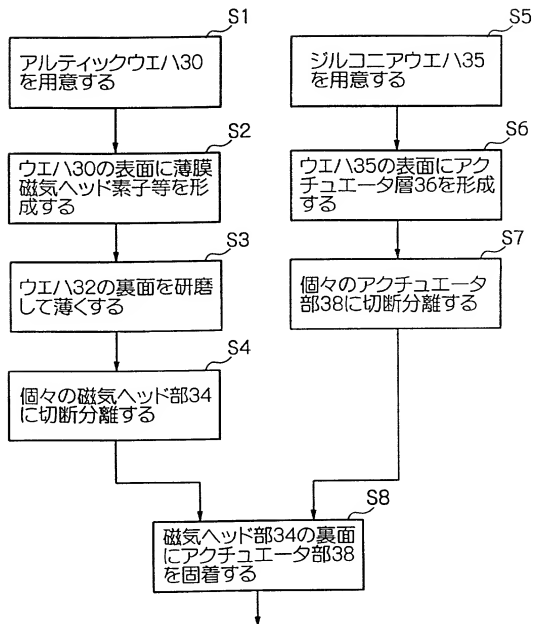 S1
アルティックウエハ30
を用意する
S2
ウエハ30の表面に薄膜
磁気ヘッド素子等を形
成する
S3
ウエハ32の裏面を研磨
して薄くする
S4
個々の磁気ヘッド部34
に切断分離する
S5
ジルコニアウエハ35
を用意する
S6
ウエハ35の表面にアク
チュエータ層36を形成
する
S7
個々のアクチュエータ
部38に切断分離する
S8
磁気ヘッド部34の裏面
にアクチュエータ部38
を固着する